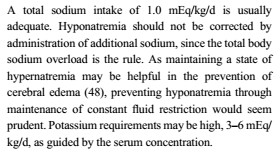 A total sodium intake of 1.0 mEq/kg/d is usually
adequate. Hyponatremia should not be corrected by
administration of additional sodium, since the total body
sodium overload is the rule. As maintaining a state of
hypernatremia may be helpful in the prevention of
cerebral edema (48), preventing hyponatremia through
maintenance of constant fluid restriction would seem
prudent. Potassium requirements may be high, 3–6 mEq/
kg/d, as guided by the serum concentration.